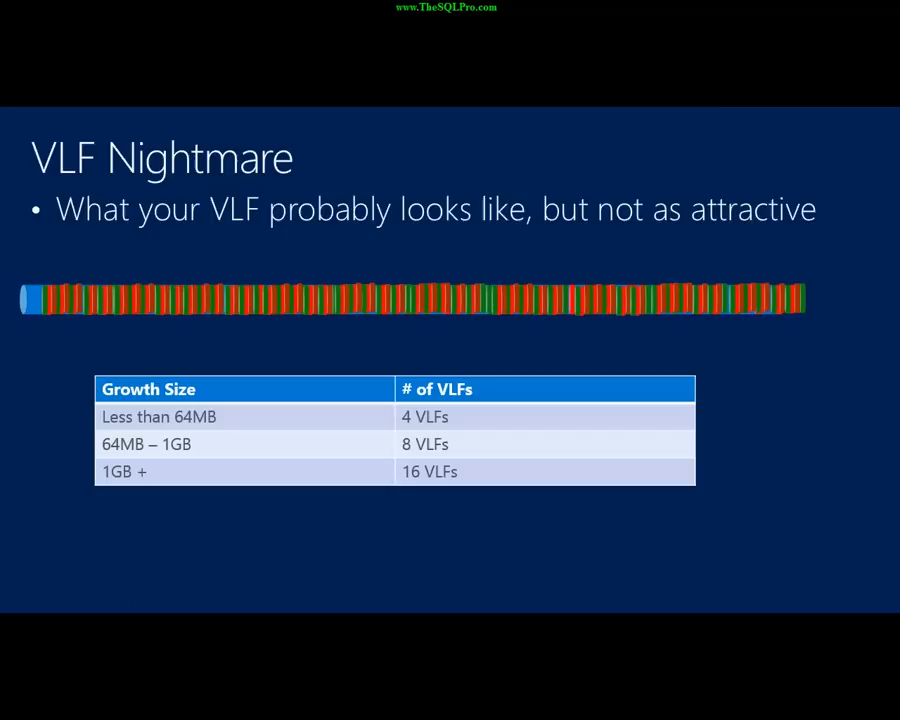 www.TheSQLPro.com
VLF Nightmare
• What your VLF probably looks like, but not as attractive
Growth Size # of VLFs
Less than 64MB 4 VLFs
64MB – 1GB 8 VLFs
1GB + 16 VLFs